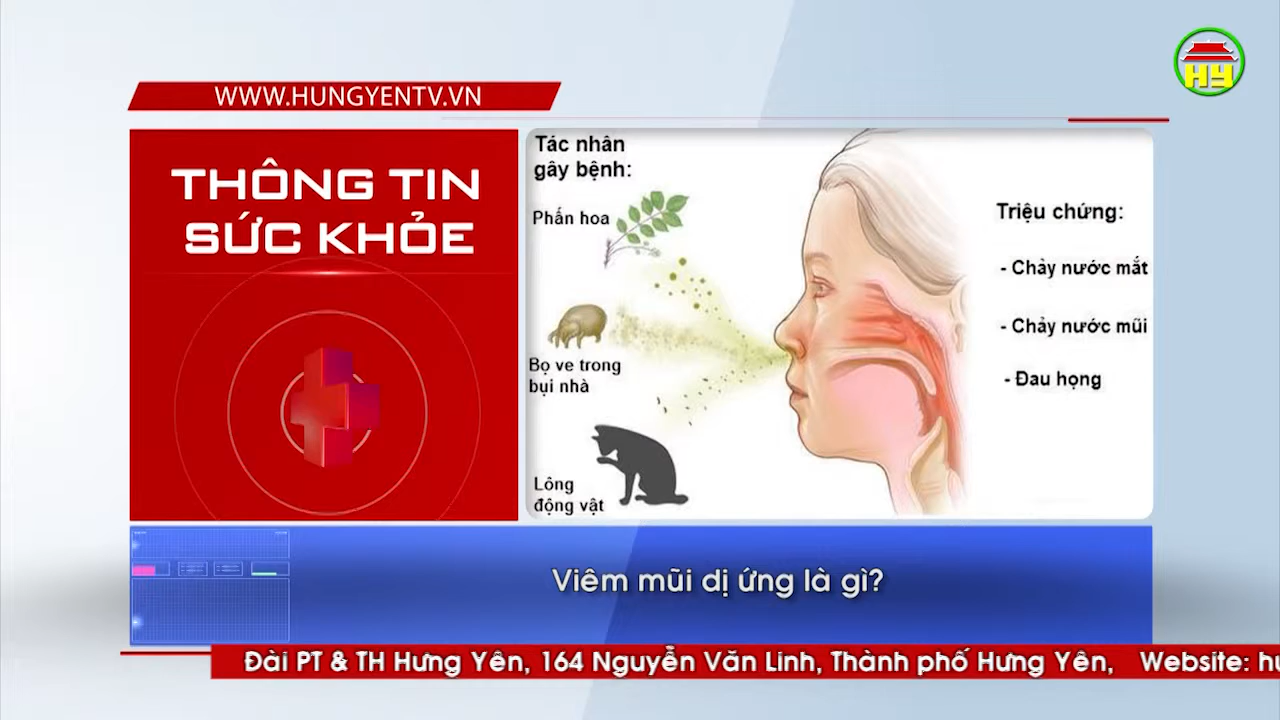 HY
WWW.HUNGYENTV.VN
THÔNG TIN
SỨC KHỎE
Tác nhân
gây bệnh:
Phấn hoa
Bọ ve trong
bụi nhà
Lông
động vật
Triệu chứng:
- Chảy nước mắt
- Chảy nước mũi
- Đau họng
Viêm mũi dị ứng là gì?
Đài PT & TH Hưng Yên, 164 Nguyễn Văn Linh, Thành phố Hưng Yên, Website: hu